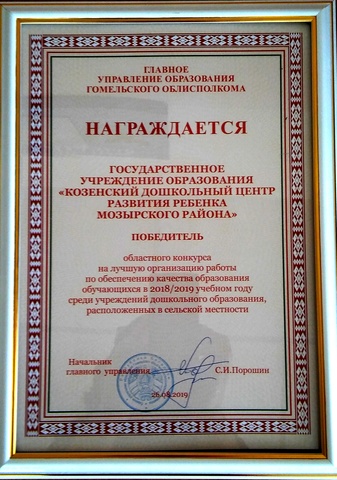 ГЛАВНОЕ
УПРАВЛЕНИЕ ОБРАЗОВАНИЯ
ГОМЕЛЬСКОГО ОБЛИСПОЛКОМА
НАГРАЖДАЕТСЯ
ГОСУДАРСТВЕННОЕ
УЧРЕЖДЕНИЕ ОБРАЗОВАНИЯ
«КОЗЕНСКИЙ ДОШКОЛЬНЫЙ ЦЕНТР
РАЗВИТИЯ РЕБЕНКА
МОЗЫРСКОГО РАЙОНА»
ПОБЕДИТЕЛЬ
областного конкурса
на лучшую организацию работы
по обеспечению качества образования
обучающихся в 2018/2019 учебном году
среди учреждений дошкольного образования,
расположенных в сельской местности
Начальник
главного управления С.И.Порошин
26.08.2019